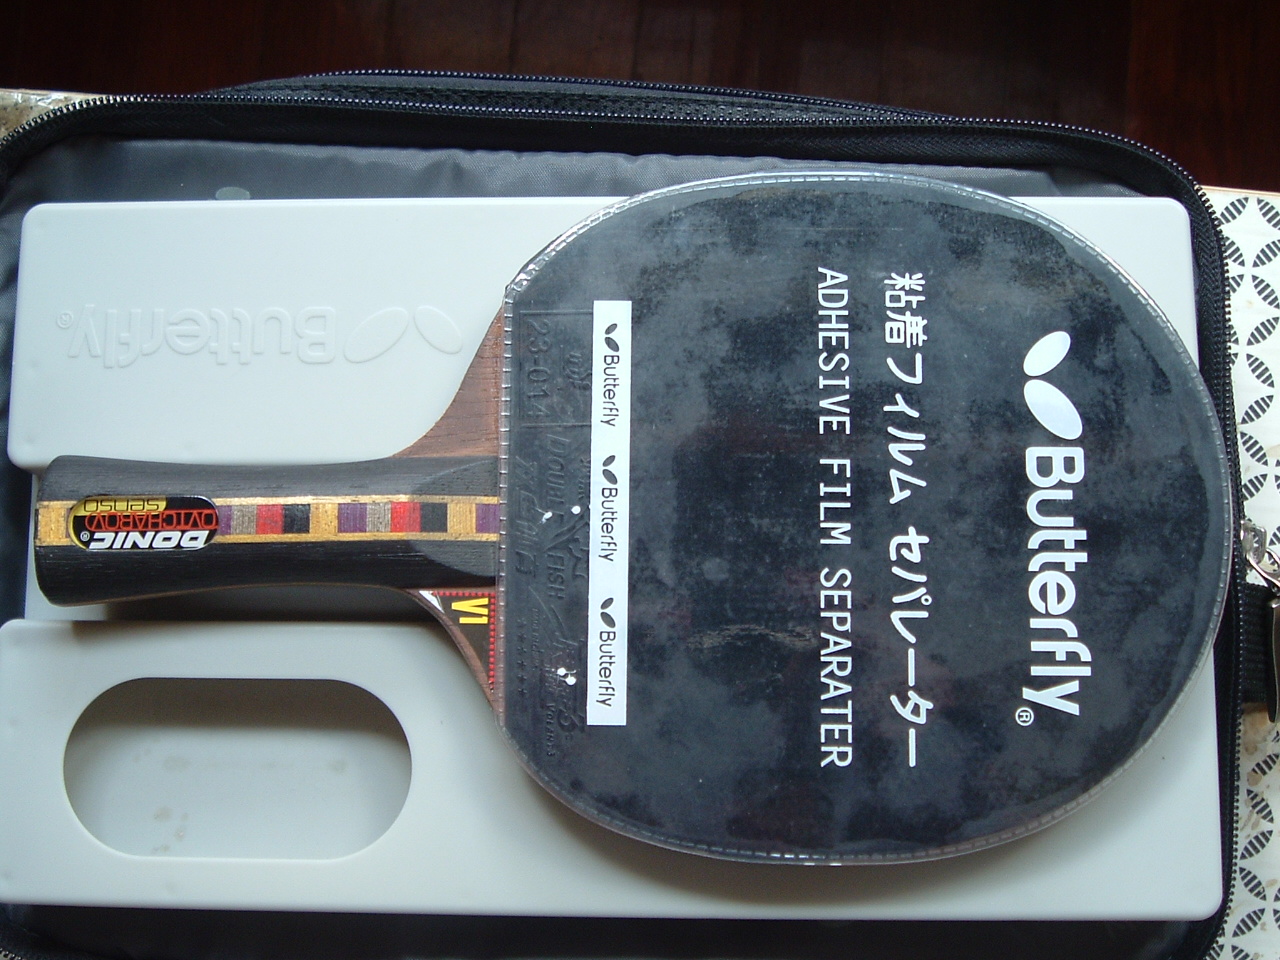 Butterfly®
粘着フィルム セパレーター
ADHESIVE FILM SEPARATER
Butterfly Butterfly Butterfly
23-014
DONIC®
OVTCHAROV
SENSO
V1
Butterfly®